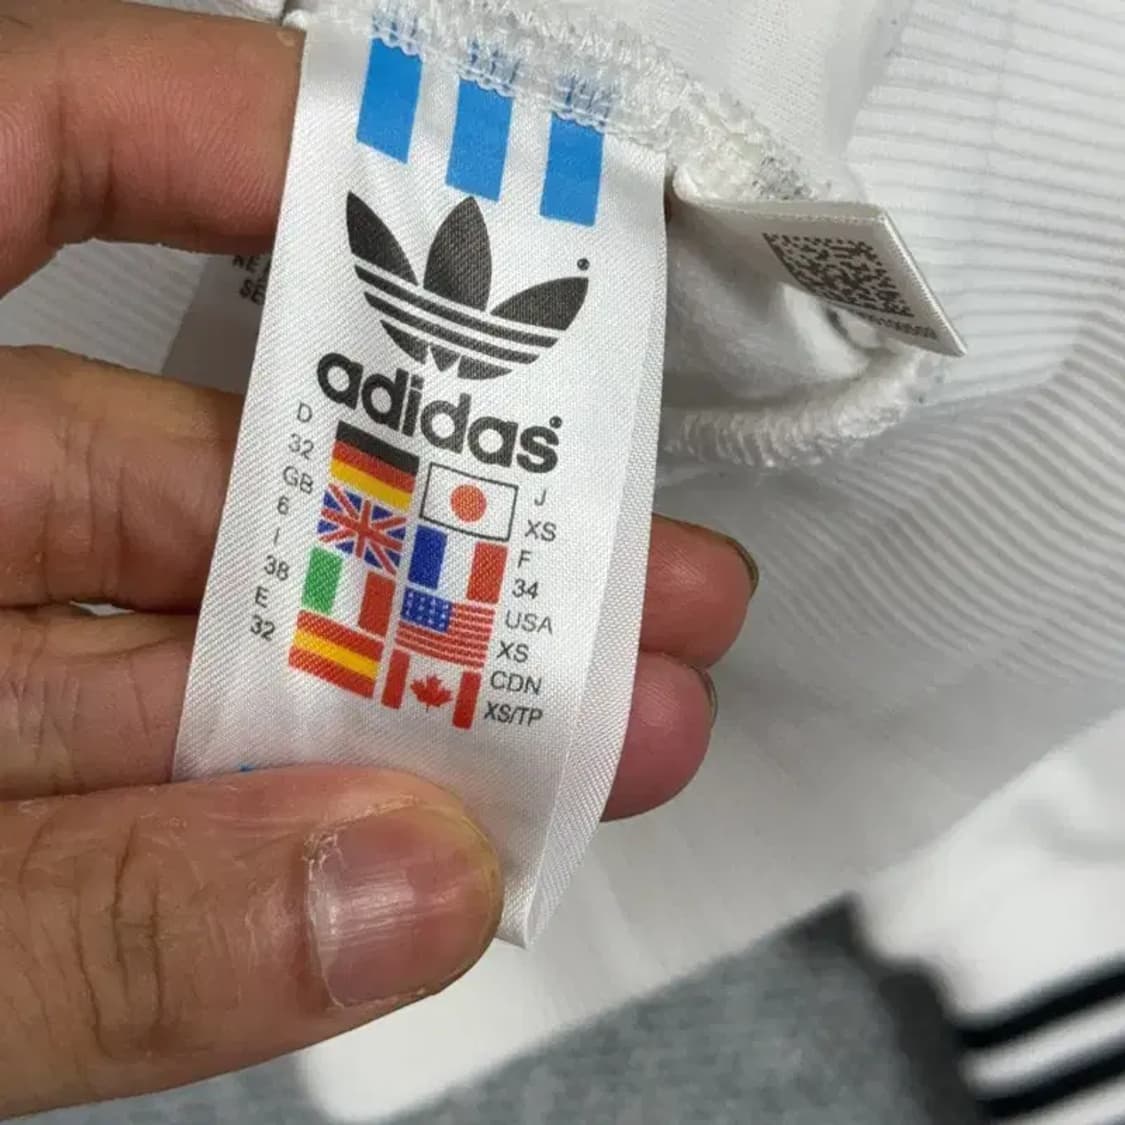 adidas
D
32
GB
6
I
38
E
32
J
XS
F
34
USA
XS
CDN
XS/TP